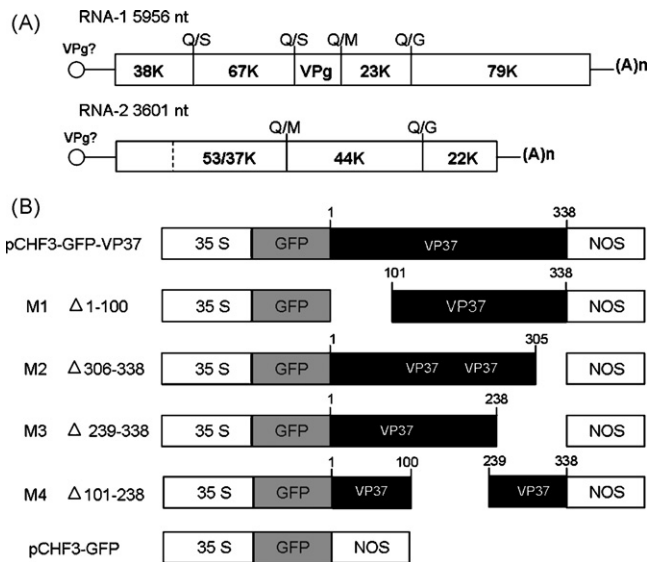 (A)
RNA-1 5956 nt
VPg?
Q/S Q/S Q/M Q/G
38K 67K VPg 23K 79K (A)n
RNA-2 3601 nt
VPg?
Q/M Q/G
53/37K 44K 22K (A)n
(B)
1 338
pCHF3-GFP-VP37 35 S GFP VP37 NOS
101 338
M1 △ 1-100 35 S GFP VP37 NOS
1 305
M2 △ 306-338 35 S GFP VP37 VP37 NOS
1 238
M3 △ 239-338 35 S GFP VP37 NOS
1 100 239 338
M4 △ 101-238 35 S GFP VP37 VP37 NOS
pCHF3-GFP 35 S GFP NOS